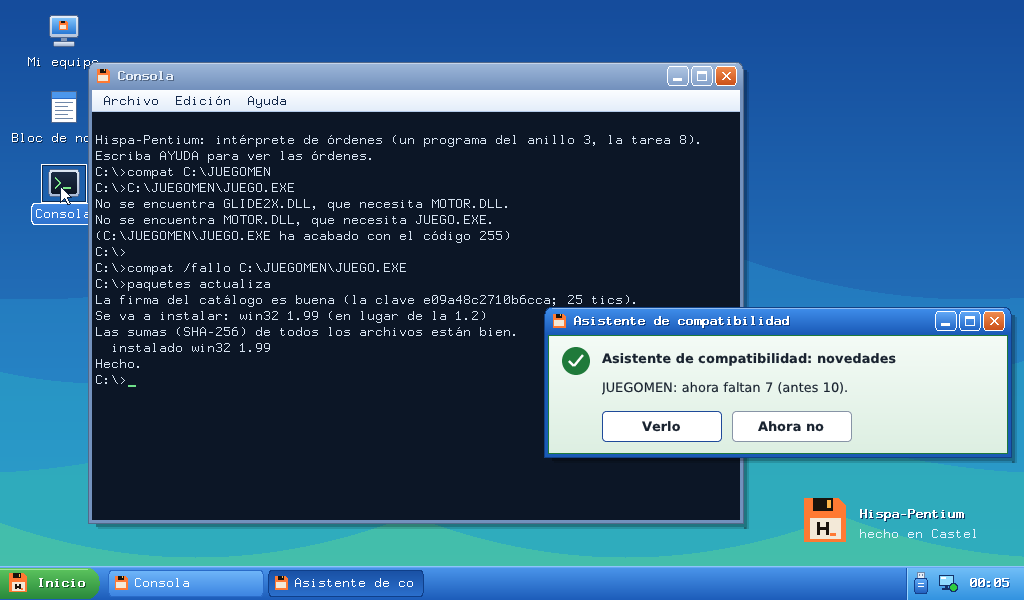 Mi equipo
Bloc de no
Consola
Consola
Archivo Edición Ayuda
Hispa-Pentium: intérprete de órdenes (un programa del anillo 3, la tarea 8).
Escriba AYUDA para ver las órdenes.
C:\>compat C:\JUEGOMEN
C:\>C:\JUEGOMEN\JUEGO.EXE
No se encuentra GLIDE2X.DLL, que necesita MOTOR.DLL.
No se encuentra MOTOR.DLL, que necesita JUEGO.EXE.
(C:\JUEGOMEN\JUEGO.EXE ha acabado con el código 255)
C:\>
C:\>compat /fallo C:\JUEGOMEN\JUEGO.EXE
C:\>paquetes actualiza
La firma del catálogo es buena (la clave e09a48c2710b6cca; 25 tics).
Se va a instalar: win32 1.99 (en lugar de la 1.2)
Las sumas (SHA-256) de todos los archivos están bien.
instalado win32 1.99
Hecho.
C:\>_
Asistente de compatibilidad
Asistente de compatibilidad: novedades
JUEGOMEN: ahora faltan 7 (antes 10).
Verlo Ahora no
H_
Hispa-Pentium
hecho en Castel
Inicio Consola Asistente de co 00:05